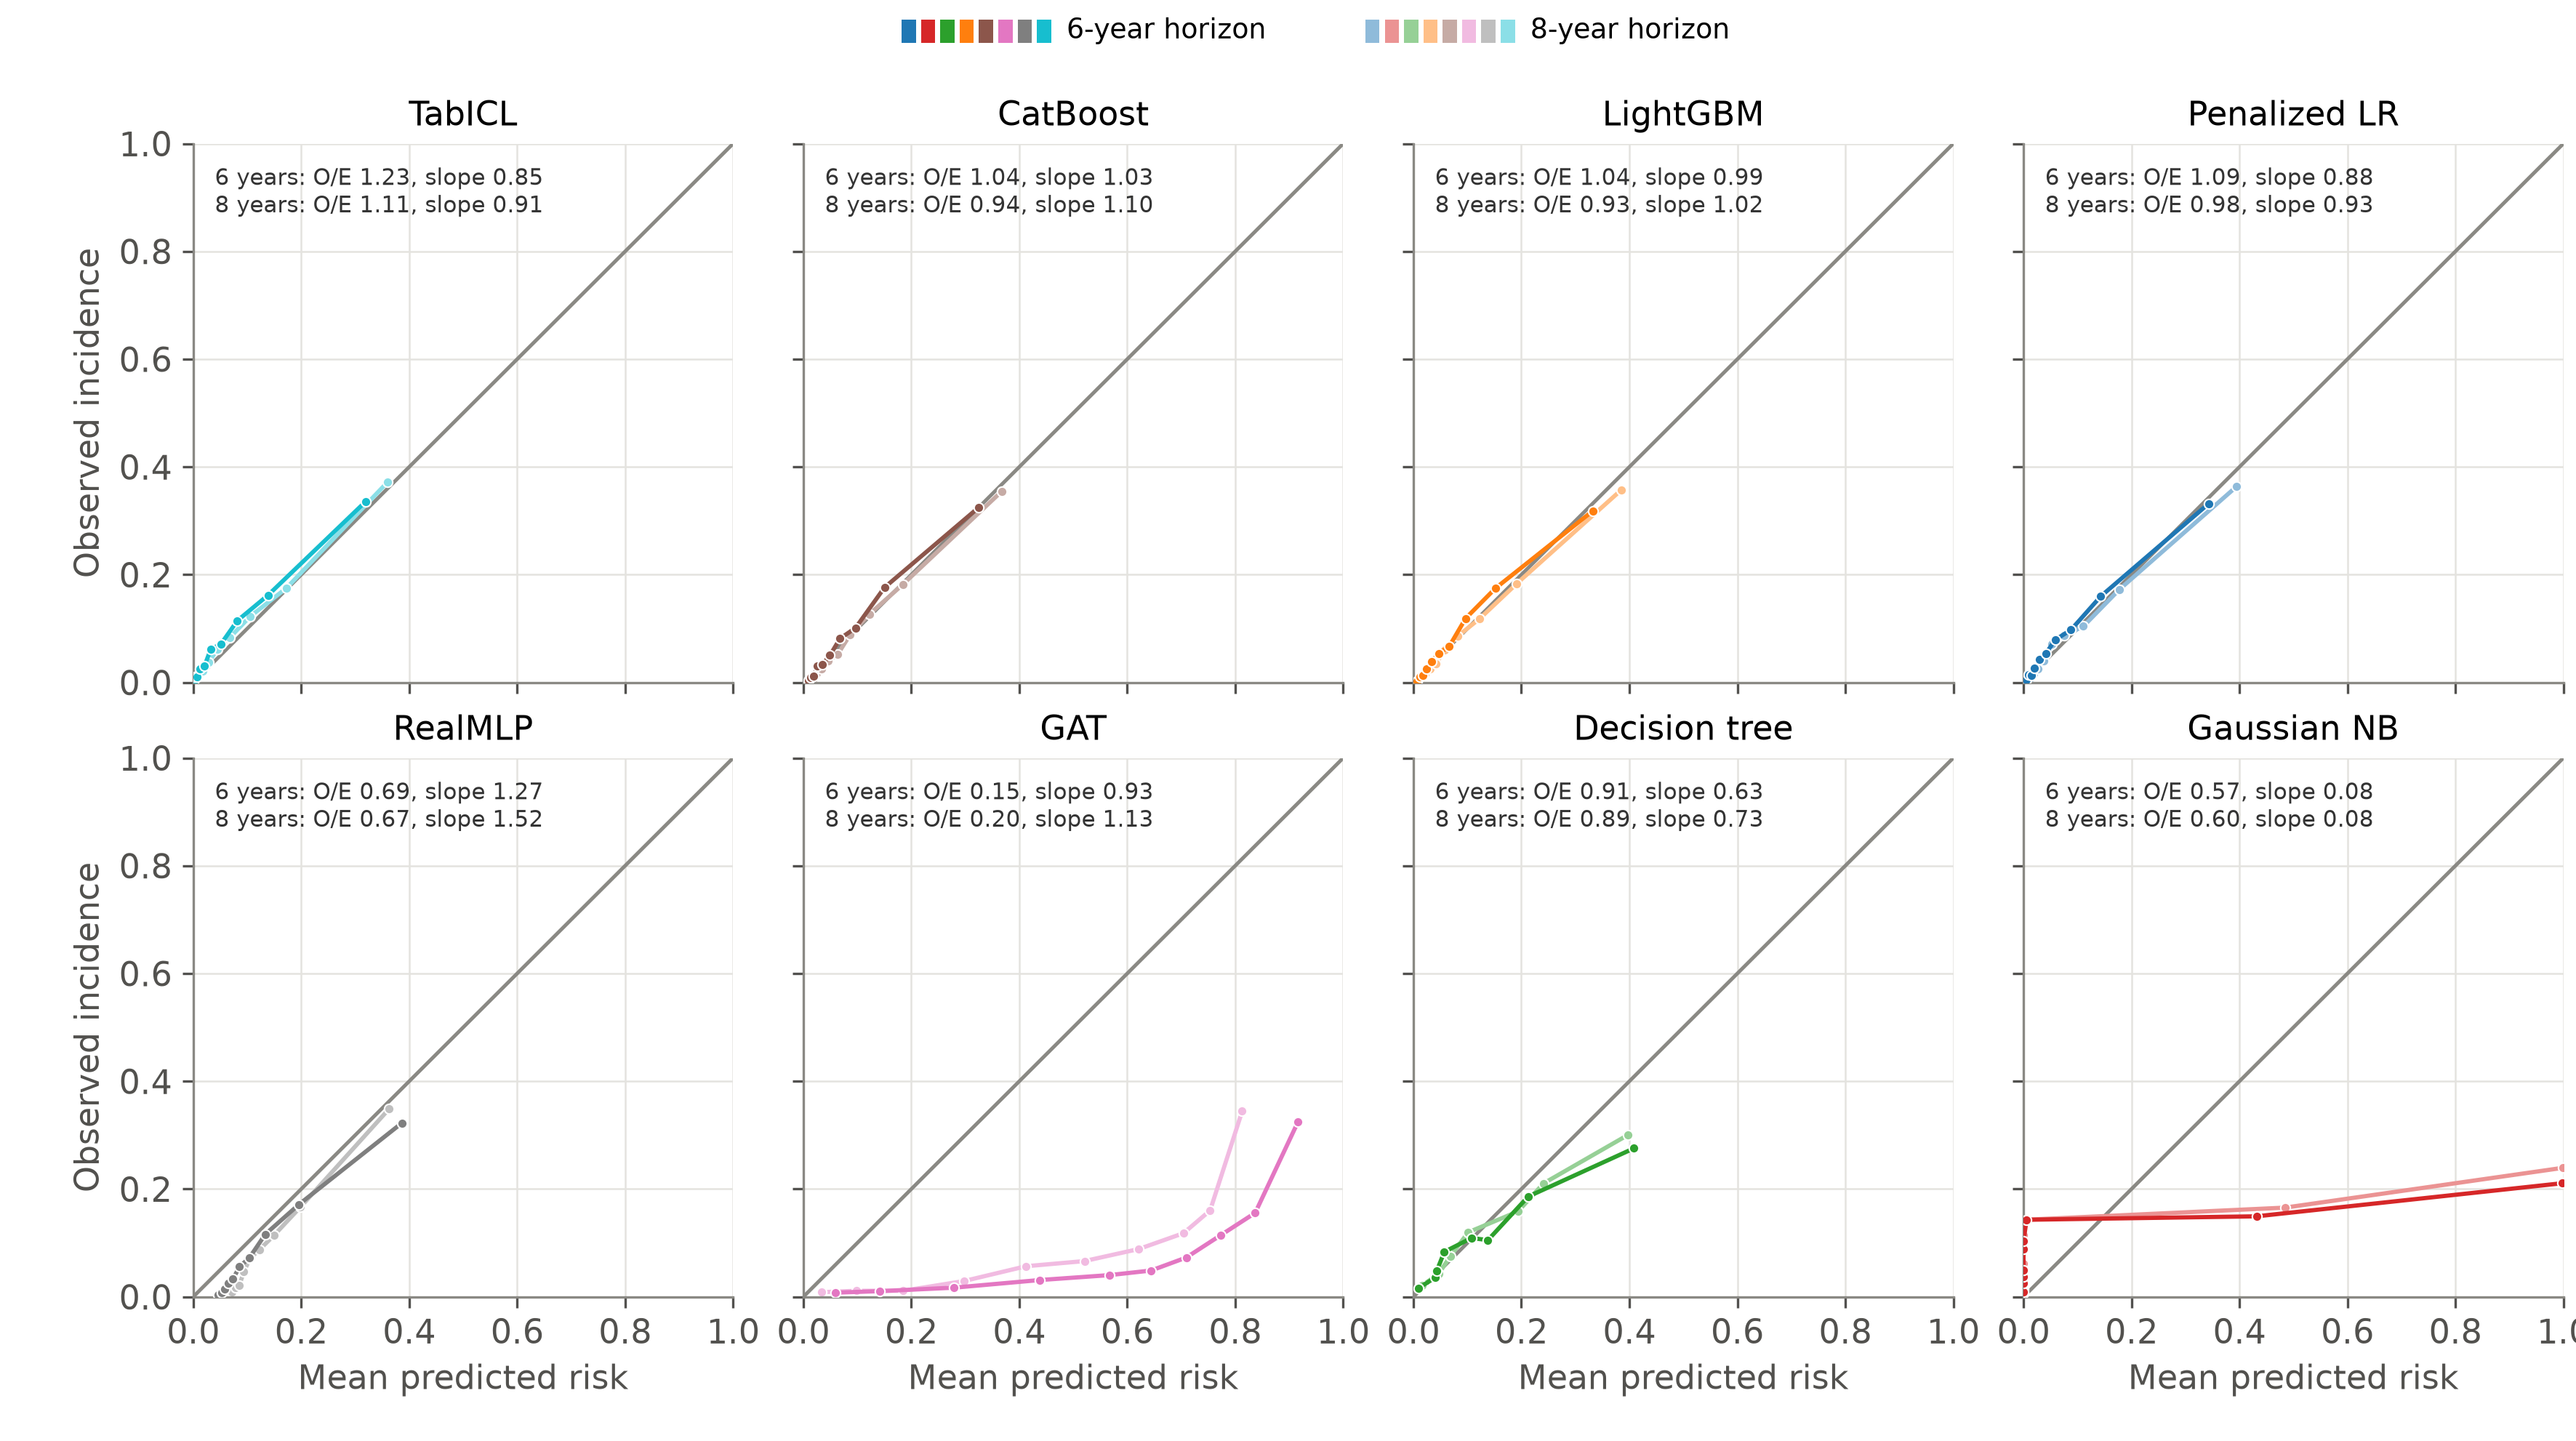 6-year horizon 8-year horizon
TabICL CatBoost LightGBM Penalized LR
6 years: O/E 1.23, slope 0.85
8 years: O/E 1.11, slope 0.91
6 years: O/E 1.04, slope 1.03
8 years: O/E 0.94, slope 1.10
6 years: O/E 1.04, slope 0.99
8 years: O/E 0.93, slope 1.02
6 years: O/E 1.09, slope 0.88
8 years: O/E 0.98, slope 0.93
1.0
0.8
0.6
0.4
0.2
0.0
Observed incidence
RealMLP GAT Decision tree Gaussian NB
6 years: O/E 0.69, slope 1.27
8 years: O/E 0.67, slope 1.52
6 years: O/E 0.15, slope 0.93
8 years: O/E 0.20, slope 1.13
6 years: O/E 0.91, slope 0.63
8 years: O/E 0.89, slope 0.73
6 years: O/E 0.57, slope 0.08
8 years: O/E 0.60, slope 0.08
1.0
0.8
0.6
0.4
0.2
0.0
Observed incidence
0.0 0.2 0.4 0.6 0.8 1.0 0.0 0.2 0.4 0.6 0.8 1.0 0.0 0.2 0.4 0.6 0.8 1.0 0.0 0.2 0.4 0.6 0.8 1.0
Mean predicted risk Mean predicted risk Mean predicted risk Mean predicted risk